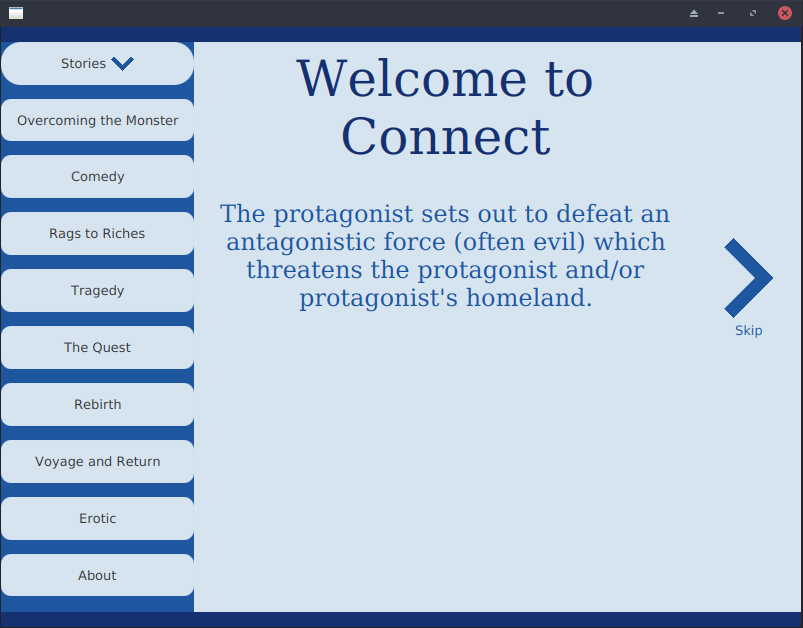 Stories
Overcoming the Monster
Comedy
Rags to Riches
Tragedy
The Quest
Rebirth
Voyage and Return
Erotic
About
Welcome to
Connect
The protagonist sets out to defeat an
antagonistic force (often evil) which
threatens the protagonist and/or
protagonist's homeland.
Skip